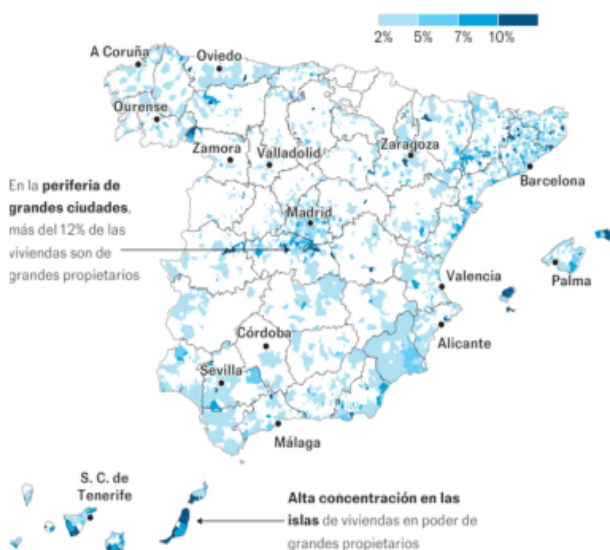 2% 5% 7% 10%
A Coruña
Oviedo
Ourense
Zamora
Valladolid
Zaragoza
Barcelona
En la periferia de
grandes ciudades,
más del 12% de las
viviendas son de
grandes propietarios
Madrid
Valencia
Palma
Alicante
Córdoba
Sevilla
Málaga
S. C. de
Tenerife
Alta concentración en las
islas de viviendas en poder de
grandes propietarios